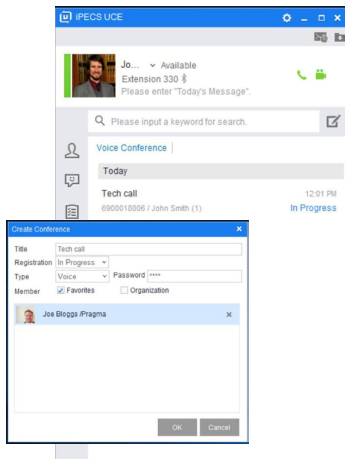 iPECS UCE
Jo... Available
Extension 330
Please enter "Today's Message".
Please input a keyword for search.
Voice Conference
Today
Tech call 12:01 PM
6900018006 / John Smith (1) In Progress
Create Conference
Title Tech call
Registration In Progress
Type Voice Password ****
Member Favorites Organization
Joe Bloggs /Pragma
OK Cancel